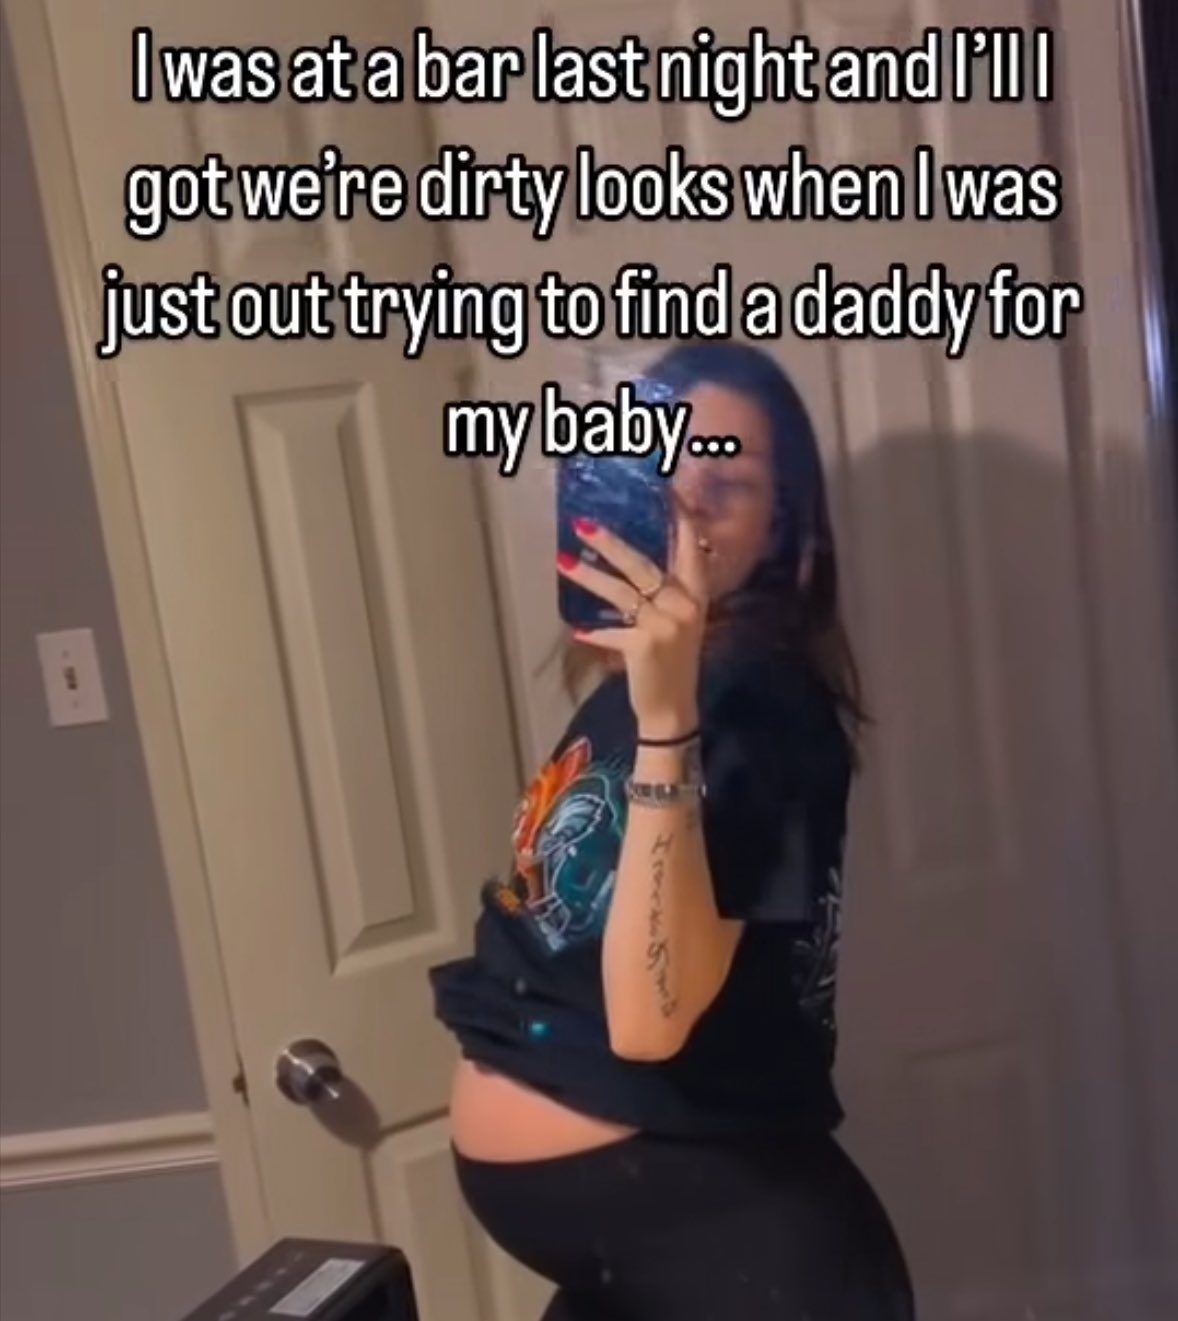 I was at a bar last night and I'll I
got we're dirty looks when I was
just out trying to find a daddy for
my baby...